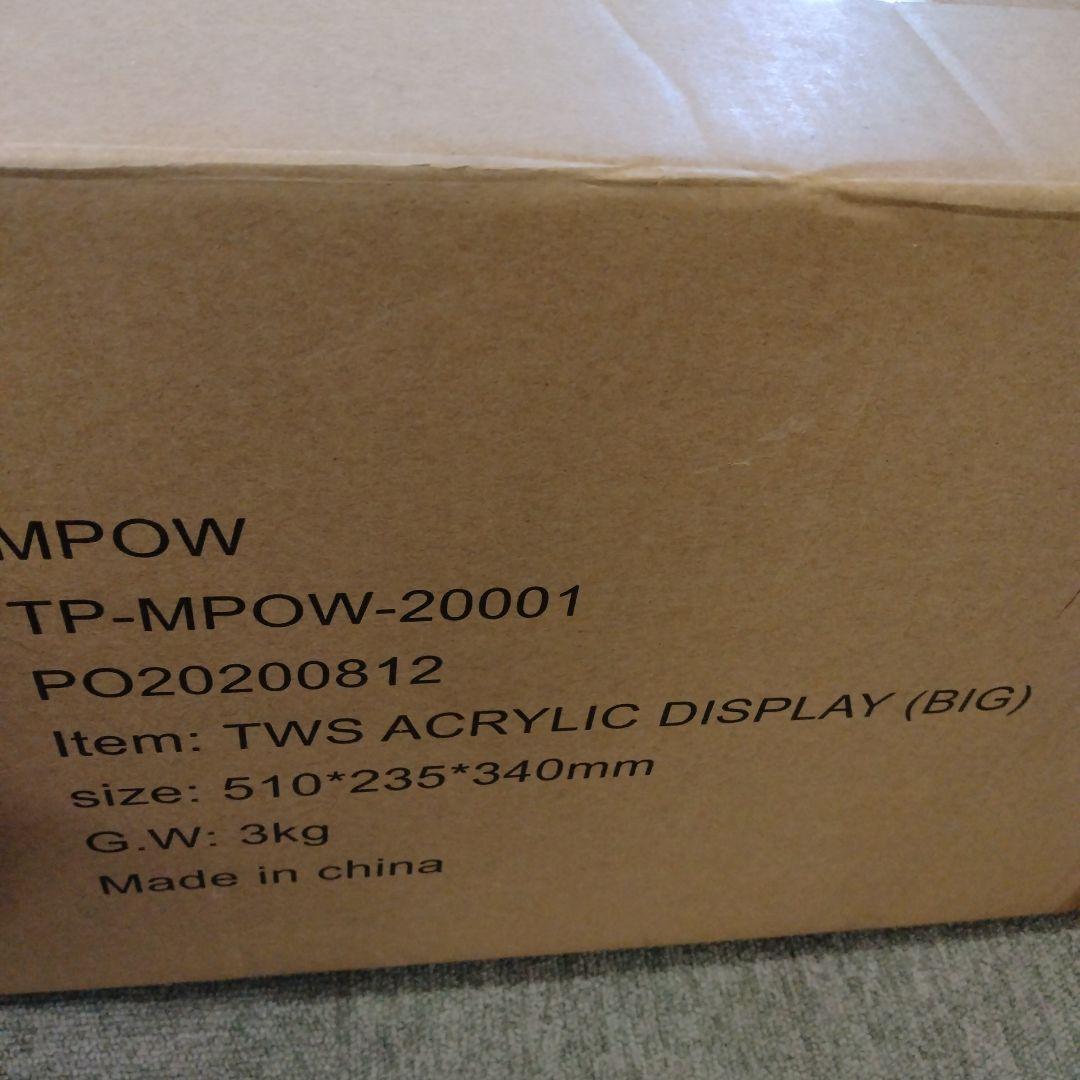 MPOW
TP-MPOW-20001
PO20200812
Item: TWS ACRYLIC DISPLAY (BIG)
size: 510*235*340mm
G.W: 3kg
Made in china